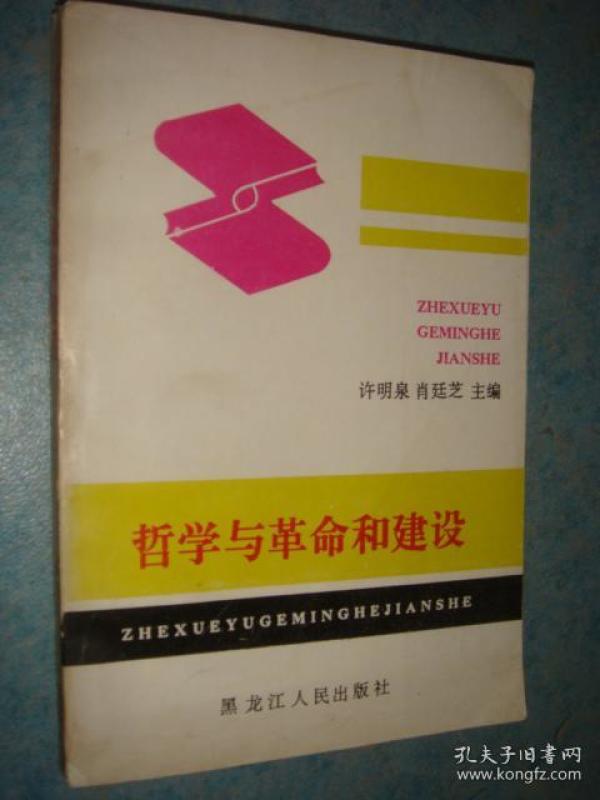 ZHEXUEYU
GEMINGHE
JIANSHE
许明泉 肖廷芝 主编
哲学与革命和建设
ZHEXUEYUGEMINGHEJIANSHE
黑龙江人民出版社
孔夫子旧書网
www.kongfz.com